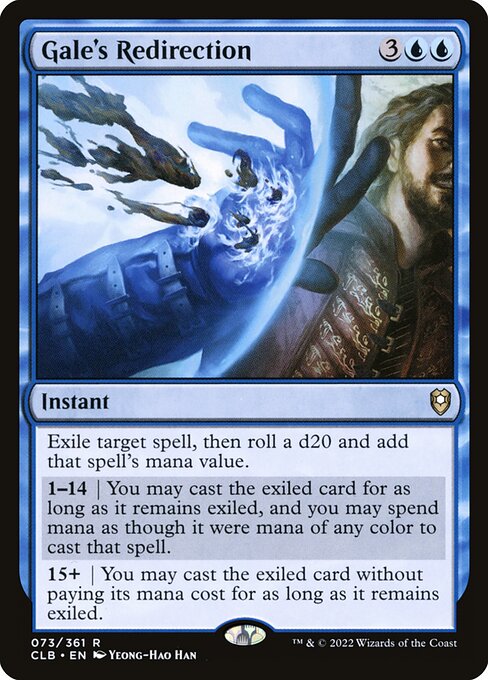 Gale's Redirection 3
Instant
Exile target spell, then roll a d20 and add
that spell's mana value.
1–14 | You may cast the exiled card for as
long as it remains exiled, and you may spend
mana as though it were mana of any color to
cast that spell.
15+ | You may cast the exiled card without
paying its mana cost for as long as it remains
exiled.
073/361 R
CLB • EN Yeong-Hao Han
™ & © 2022 Wizards of the Coast